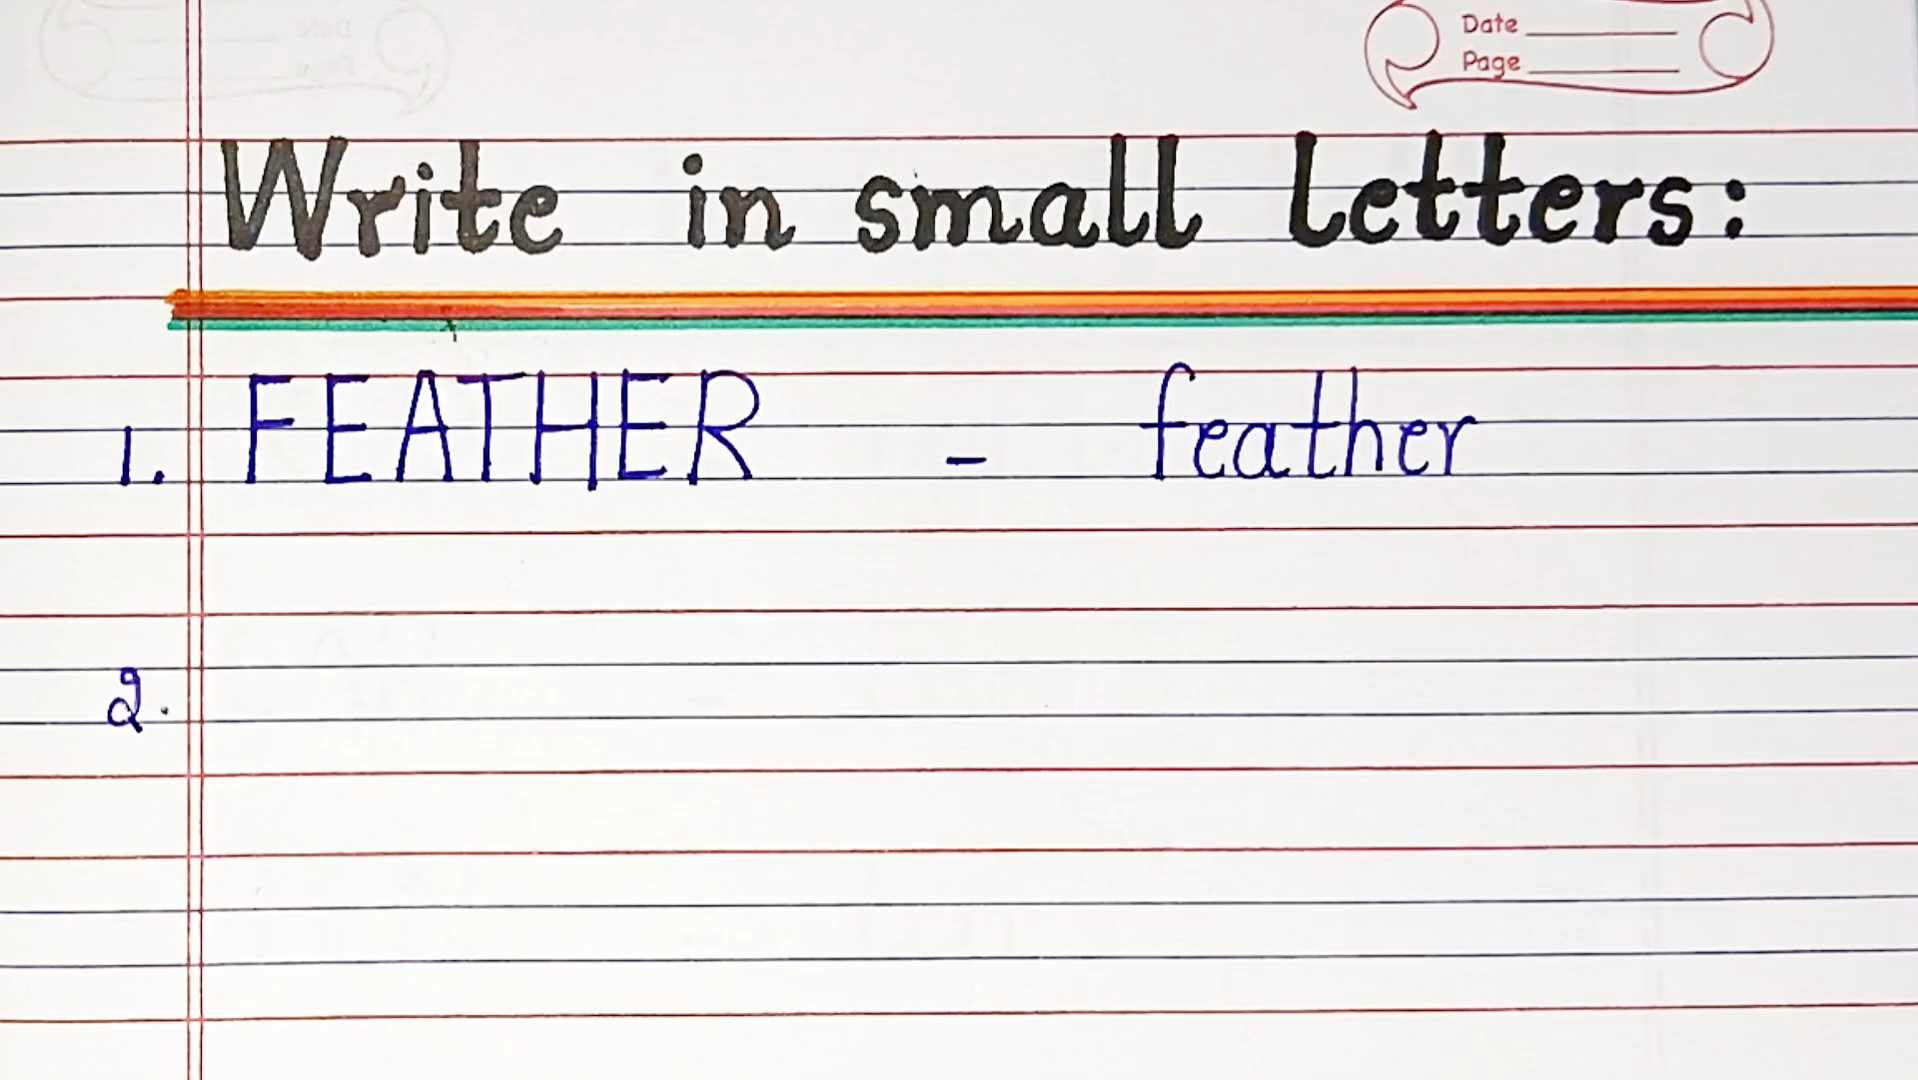 Date
Page
Write in small letters:
1. FEATHER - feather
2.